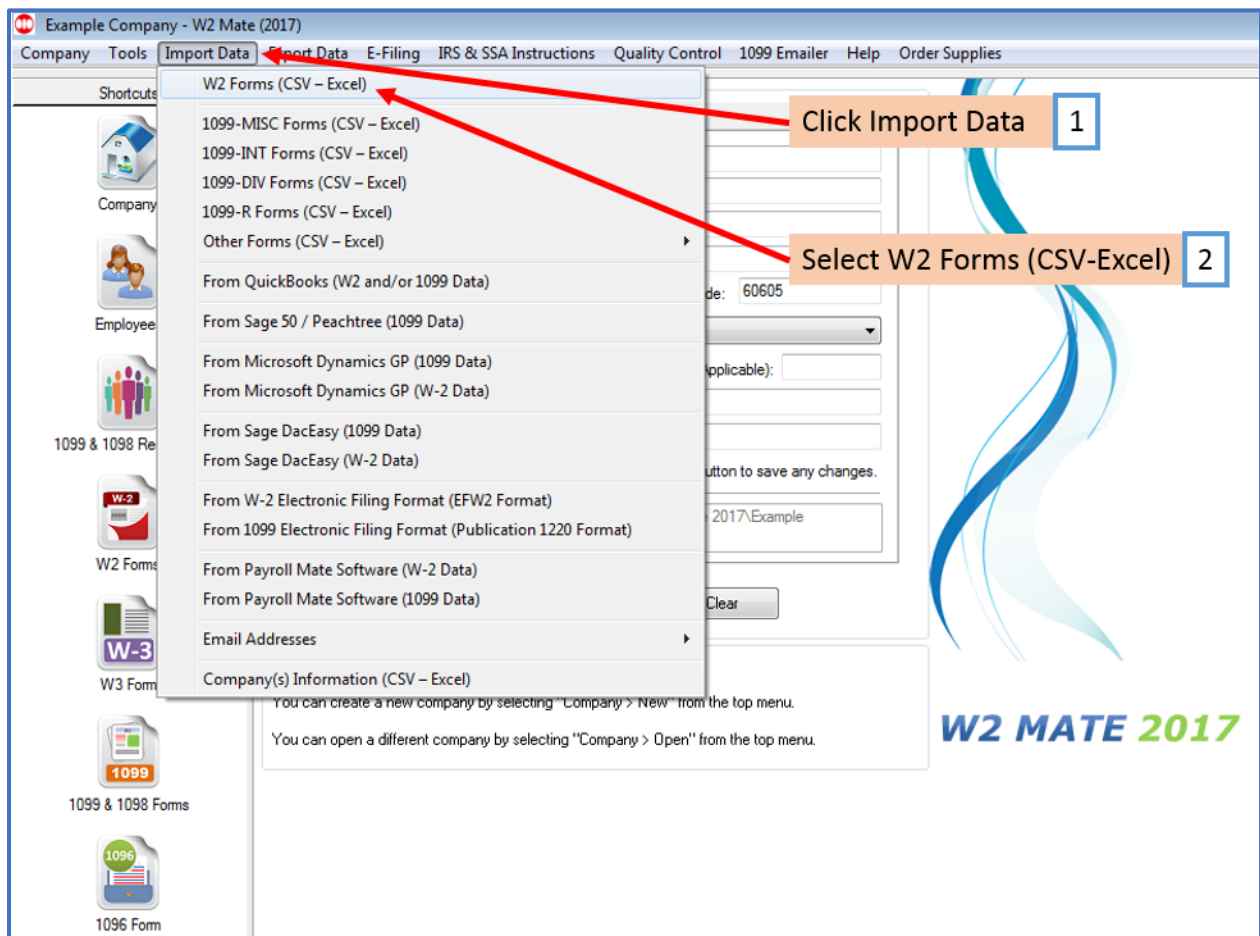 Example Company - W2 Mate (2017)
Company Tools Import Data Export Data E-Filing IRS & SSA Instructions Quality Control 1099 Emailer Help Order Supplies
Shortcuts
Company
Employee
1099 & 1098 Re
W-2
W2 Forms
W-3
W3 Form
1099
1099 & 1098 Forms
1096
1096 Form
W2 Forms (CSV – Excel)
1099-MISC Forms (CSV – Excel)
1099-INT Forms (CSV – Excel)
1099-DIV Forms (CSV – Excel)
1099-R Forms (CSV – Excel)
Other Forms (CSV – Excel)
From QuickBooks (W2 and/or 1099 Data)
From Sage 50 / Peachtree (1099 Data)
From Microsoft Dynamics GP (1099 Data)
From Microsoft Dynamics GP (W-2 Data)
From Sage DacEasy (1099 Data)
From Sage DacEasy (W-2 Data)
From W-2 Electronic Filing Format (EFW2 Format)
From 1099 Electronic Filing Format (Publication 1220 Format)
From Payroll Mate Software (W-2 Data)
From Payroll Mate Software (1099 Data)
Email Addresses
Company(s) Information (CSV – Excel)
Click Import Data 1
Select W2 Forms (CSV-Excel) 2
de: 60605
Applicable):
utton to save any changes.
2017\Example
Clear
You can create a new company by selecting "Company > New" from the top menu.
You can open a different company by selecting "Company > Open" from the top menu.
W2 MATE 2017